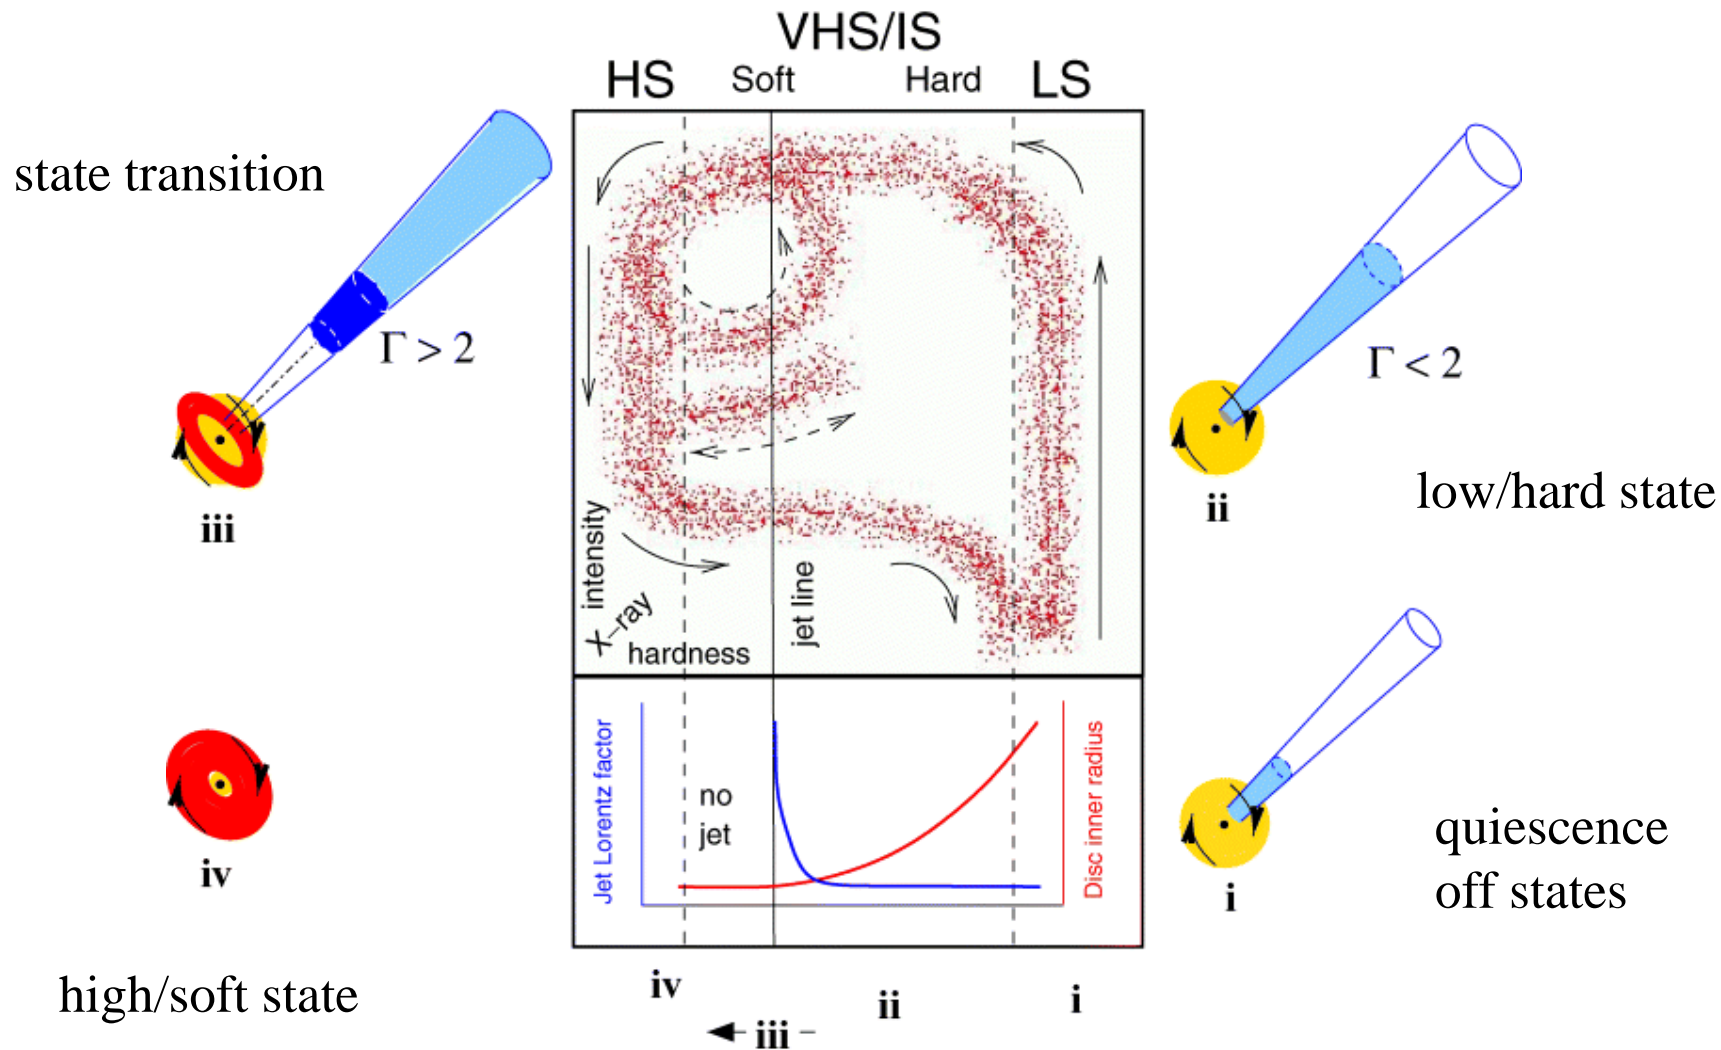 VHS/IS
HS Soft Hard LS
state transition
Γ > 2
iii
Γ < 2
ii
low/hard state
intensity
X-ray
hardness
jet line
Jet Lorentz factor
no
jet
Disc inner radius
iv
high/soft state
i
quiescence
off states
iv
ii
i
iii